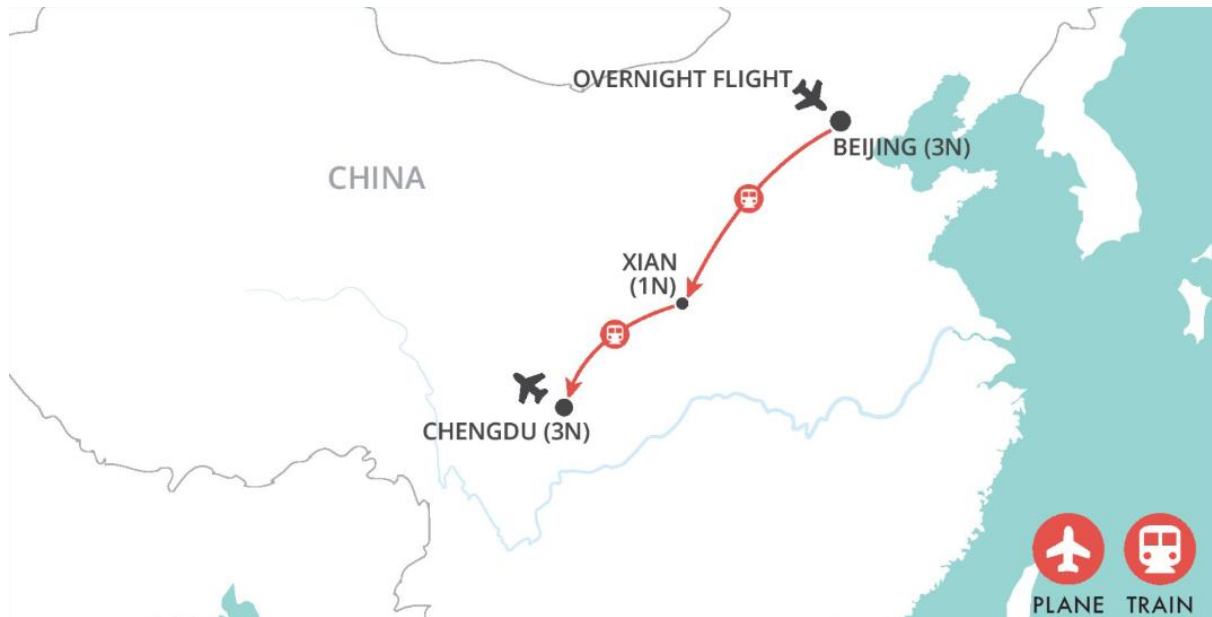 OVERNIGHT FLIGHT
BEIJING (3N)
CHINA
XIAN
(1N)
CHENGDU (3N)
PLANE
TRAIN